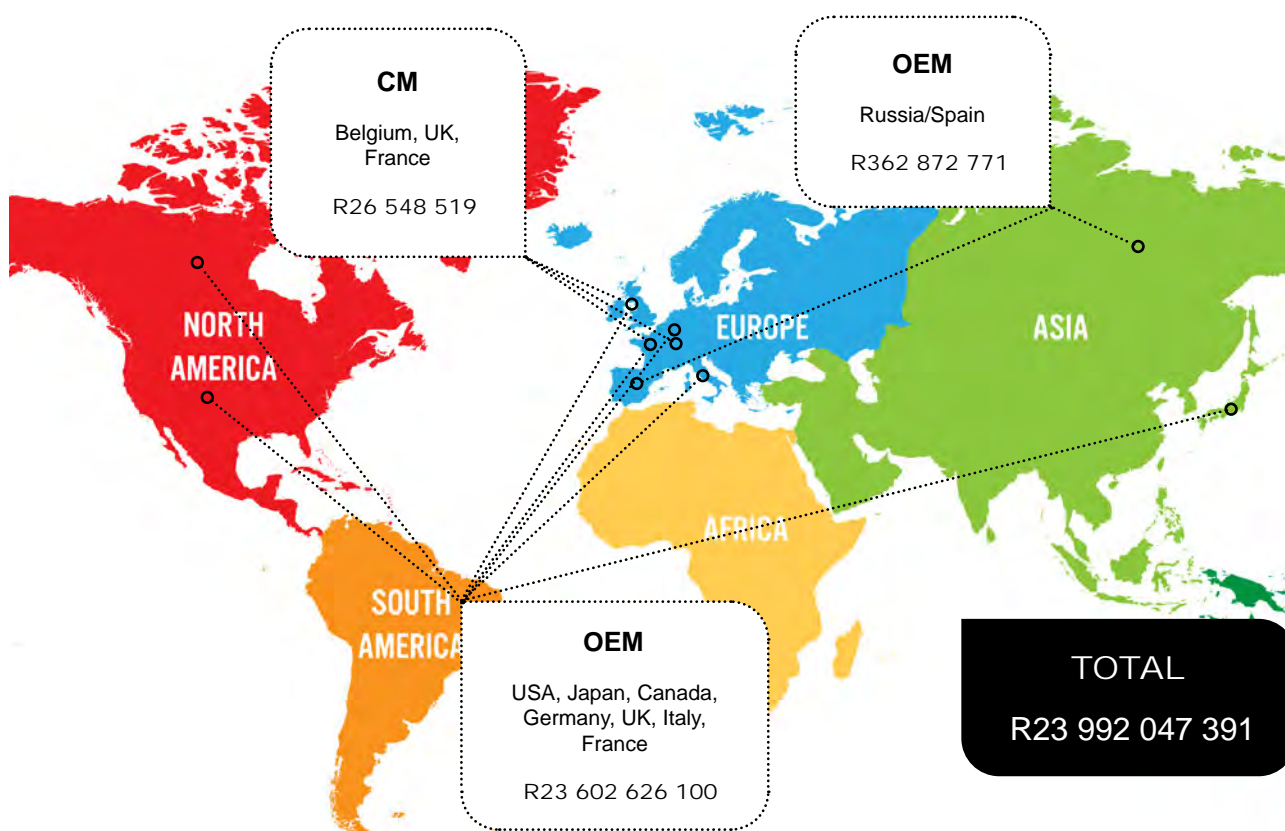 CM
Belgium, UK,
France
R26 548 519
OEM
Russia/Spain
R362 872 771
NORTH
AMERICA
EUROPE
ASIA
AFRICA
SOUTH
AMERICA
OEM
USA, Japan, Canada,
Germany, UK, Italy,
France
R23 602 626 100
TOTAL
R23 992 047 391